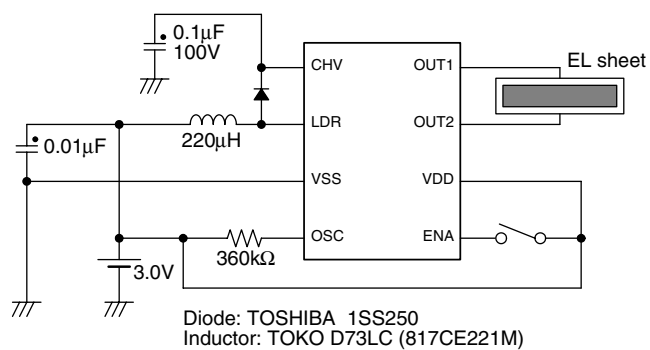 0.1µF
100V
CHV
OUT1
EL sheet
LDR
OUT2
220µH
0.01µF
VSS
VDD
OSC
ENA
360kΩ
3.0V
Diode: TOSHIBA 1SS250
Inductor: TOKO D73LC (817CE221M)